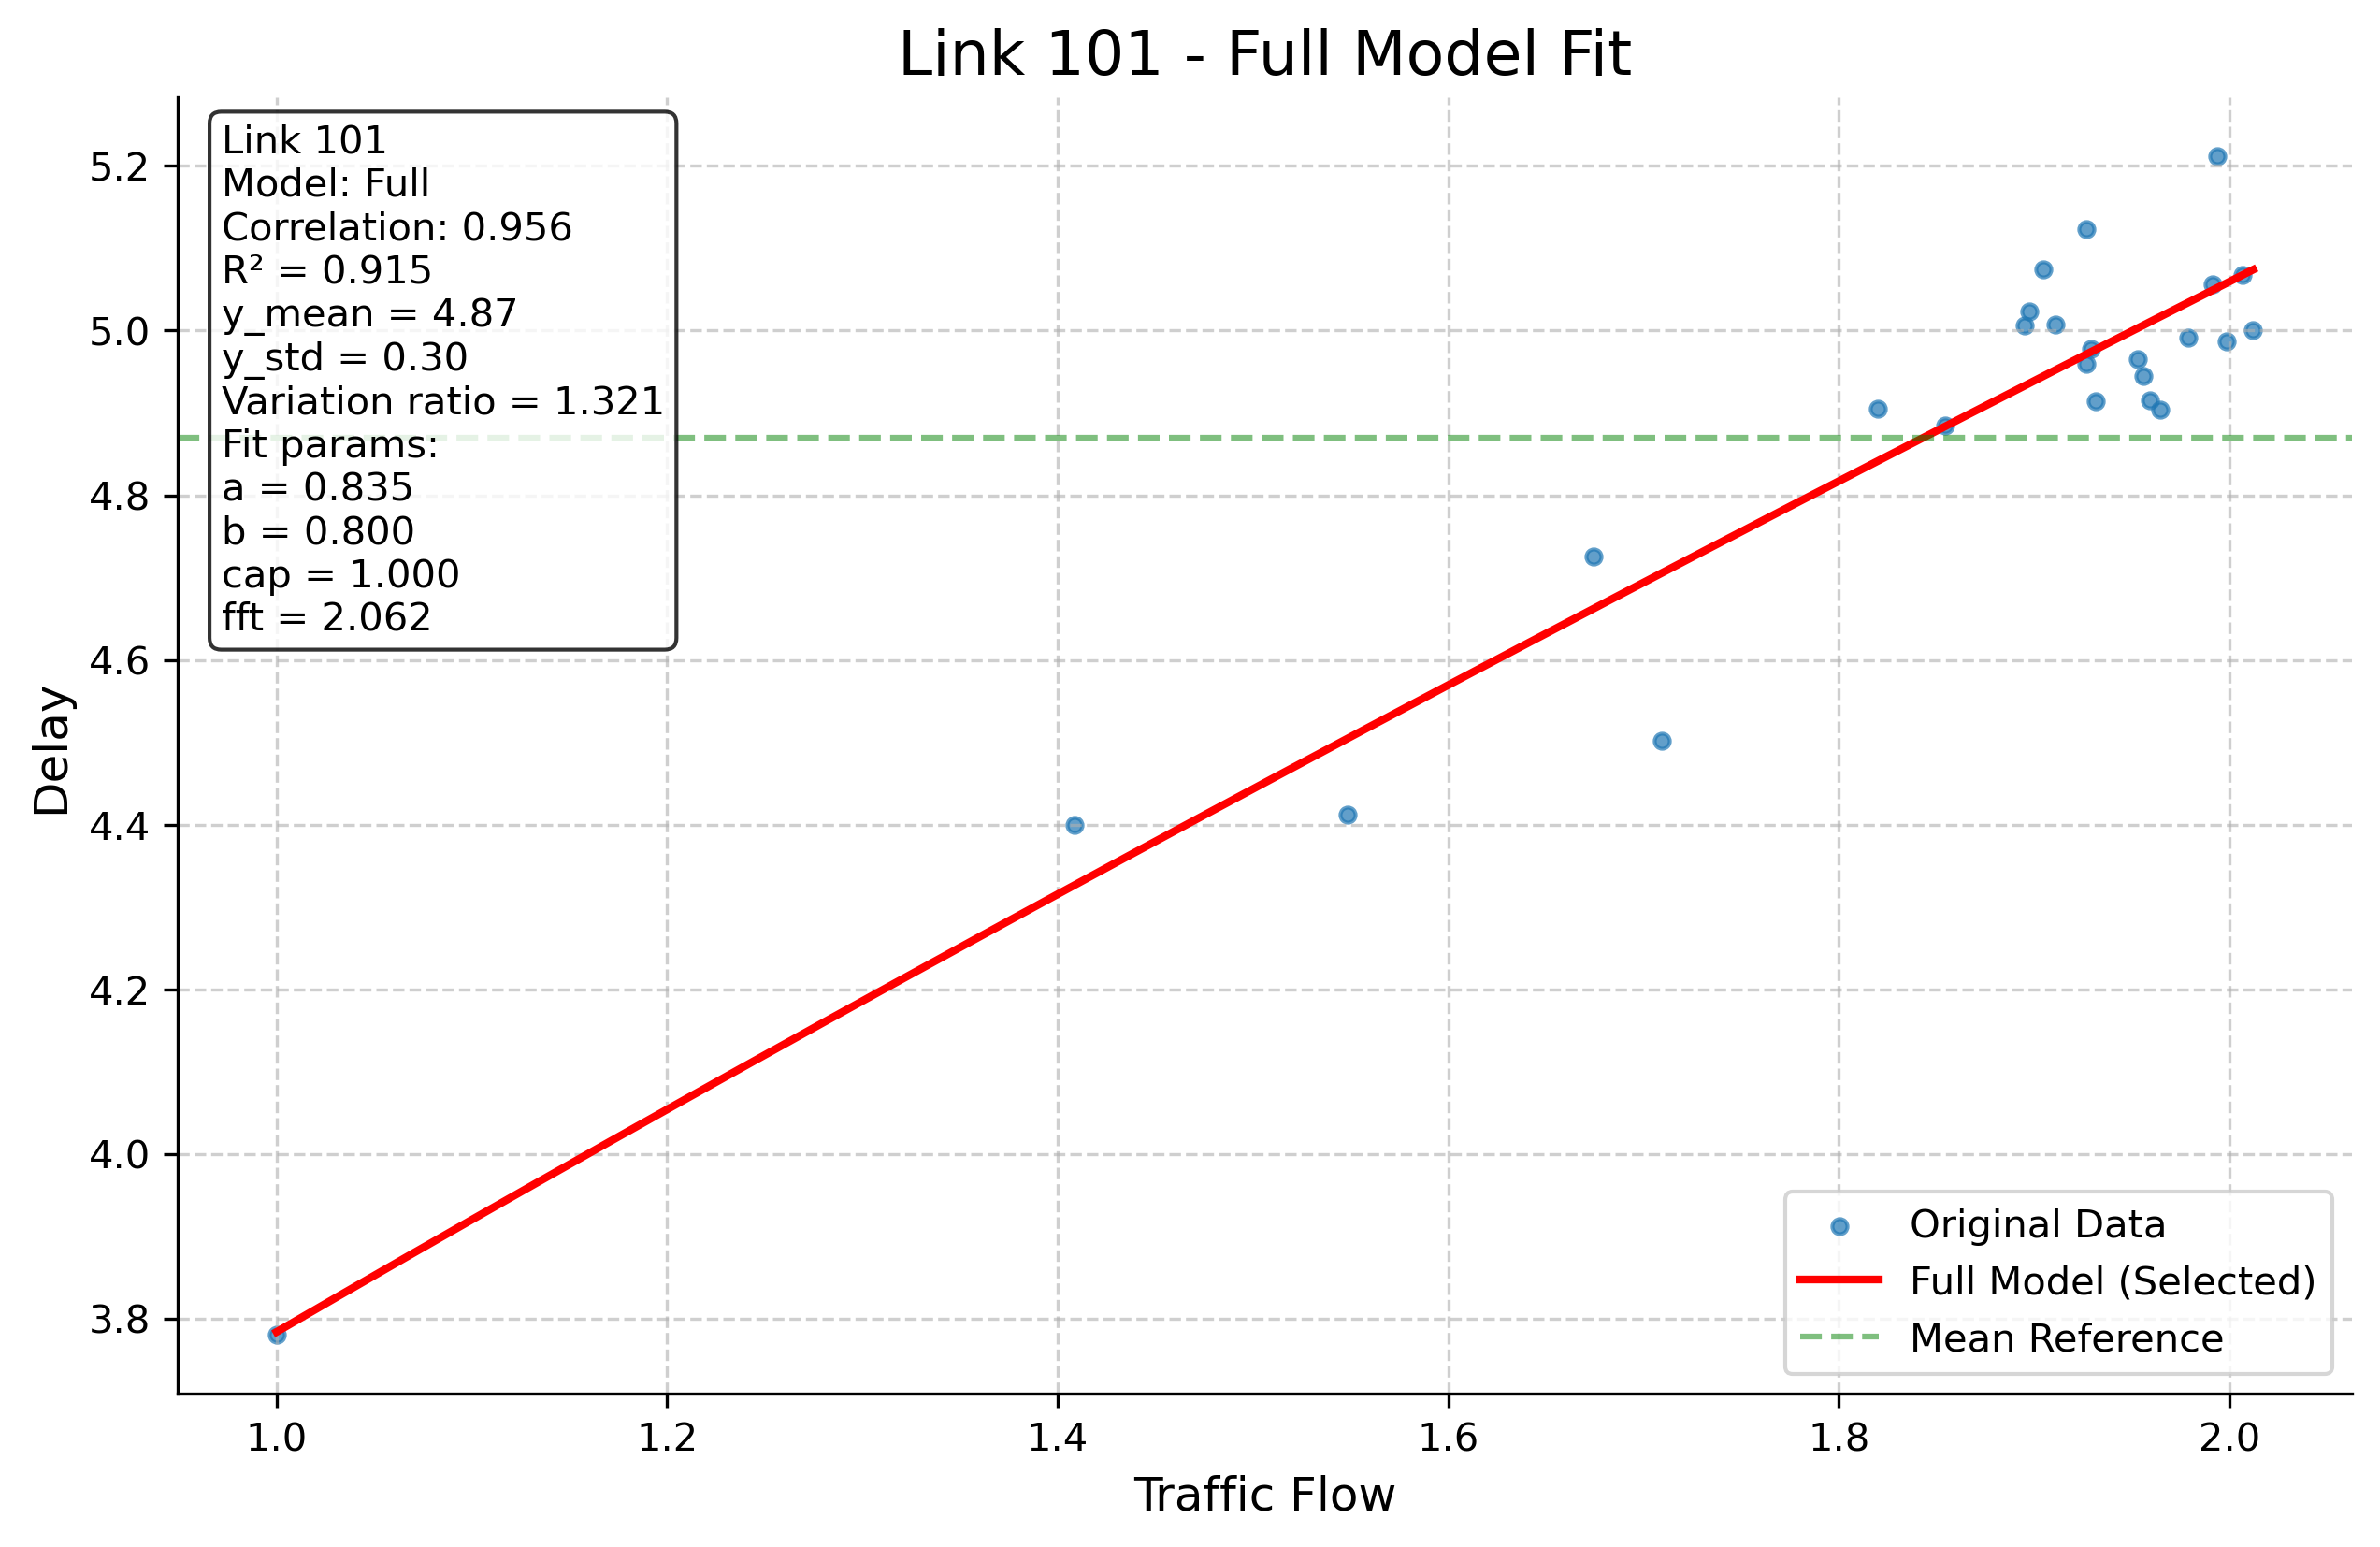 Link 101 - Full Model Fit
Link 101
Model: Full
Correlation: 0.956
R² = 0.915
y_mean = 4.87
y_std = 0.30
Variation ratio = 1.321
Fit params:
a = 0.835
b = 0.800
cap = 1.000
fft = 2.062
5.2
5.0
4.8
4.6
4.4
4.2
4.0
3.8
Delay
Original Data
Full Model (Selected)
Mean Reference
1.0 1.2 1.4 1.6 1.8 2.0
Traffic Flow